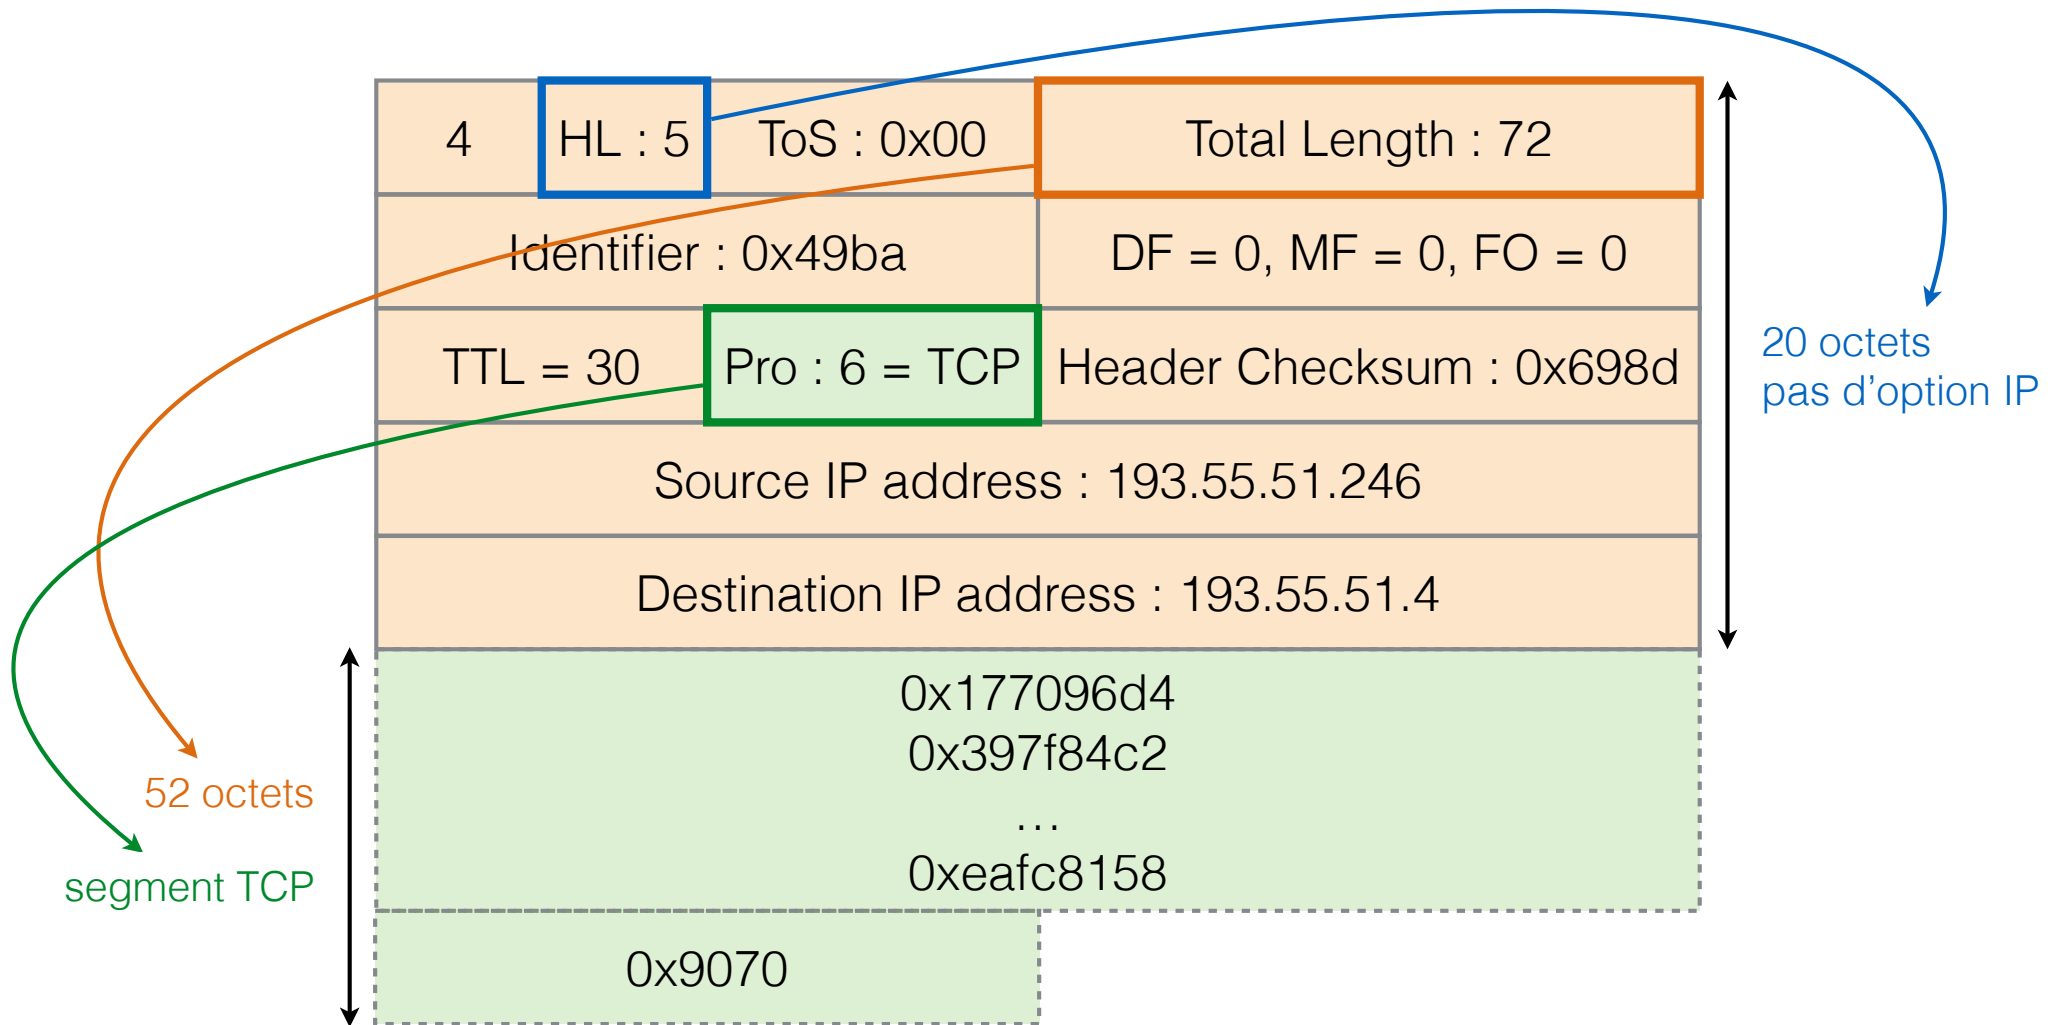 4
HL : 5
ToS : 0x00
Total Length : 72
Identifier : 0x49ba
DF = 0, MF = 0, FO = 0
TTL = 30
Pro : 6 = TCP
Header Checksum : 0x698d
20 octets
pas d’option IP
Source IP address : 193.55.51.246
Destination IP address : 193.55.51.4
0x177096d4
0x397f84c2
…
0xeafc8158
52 octets
segment TCP
0x9070